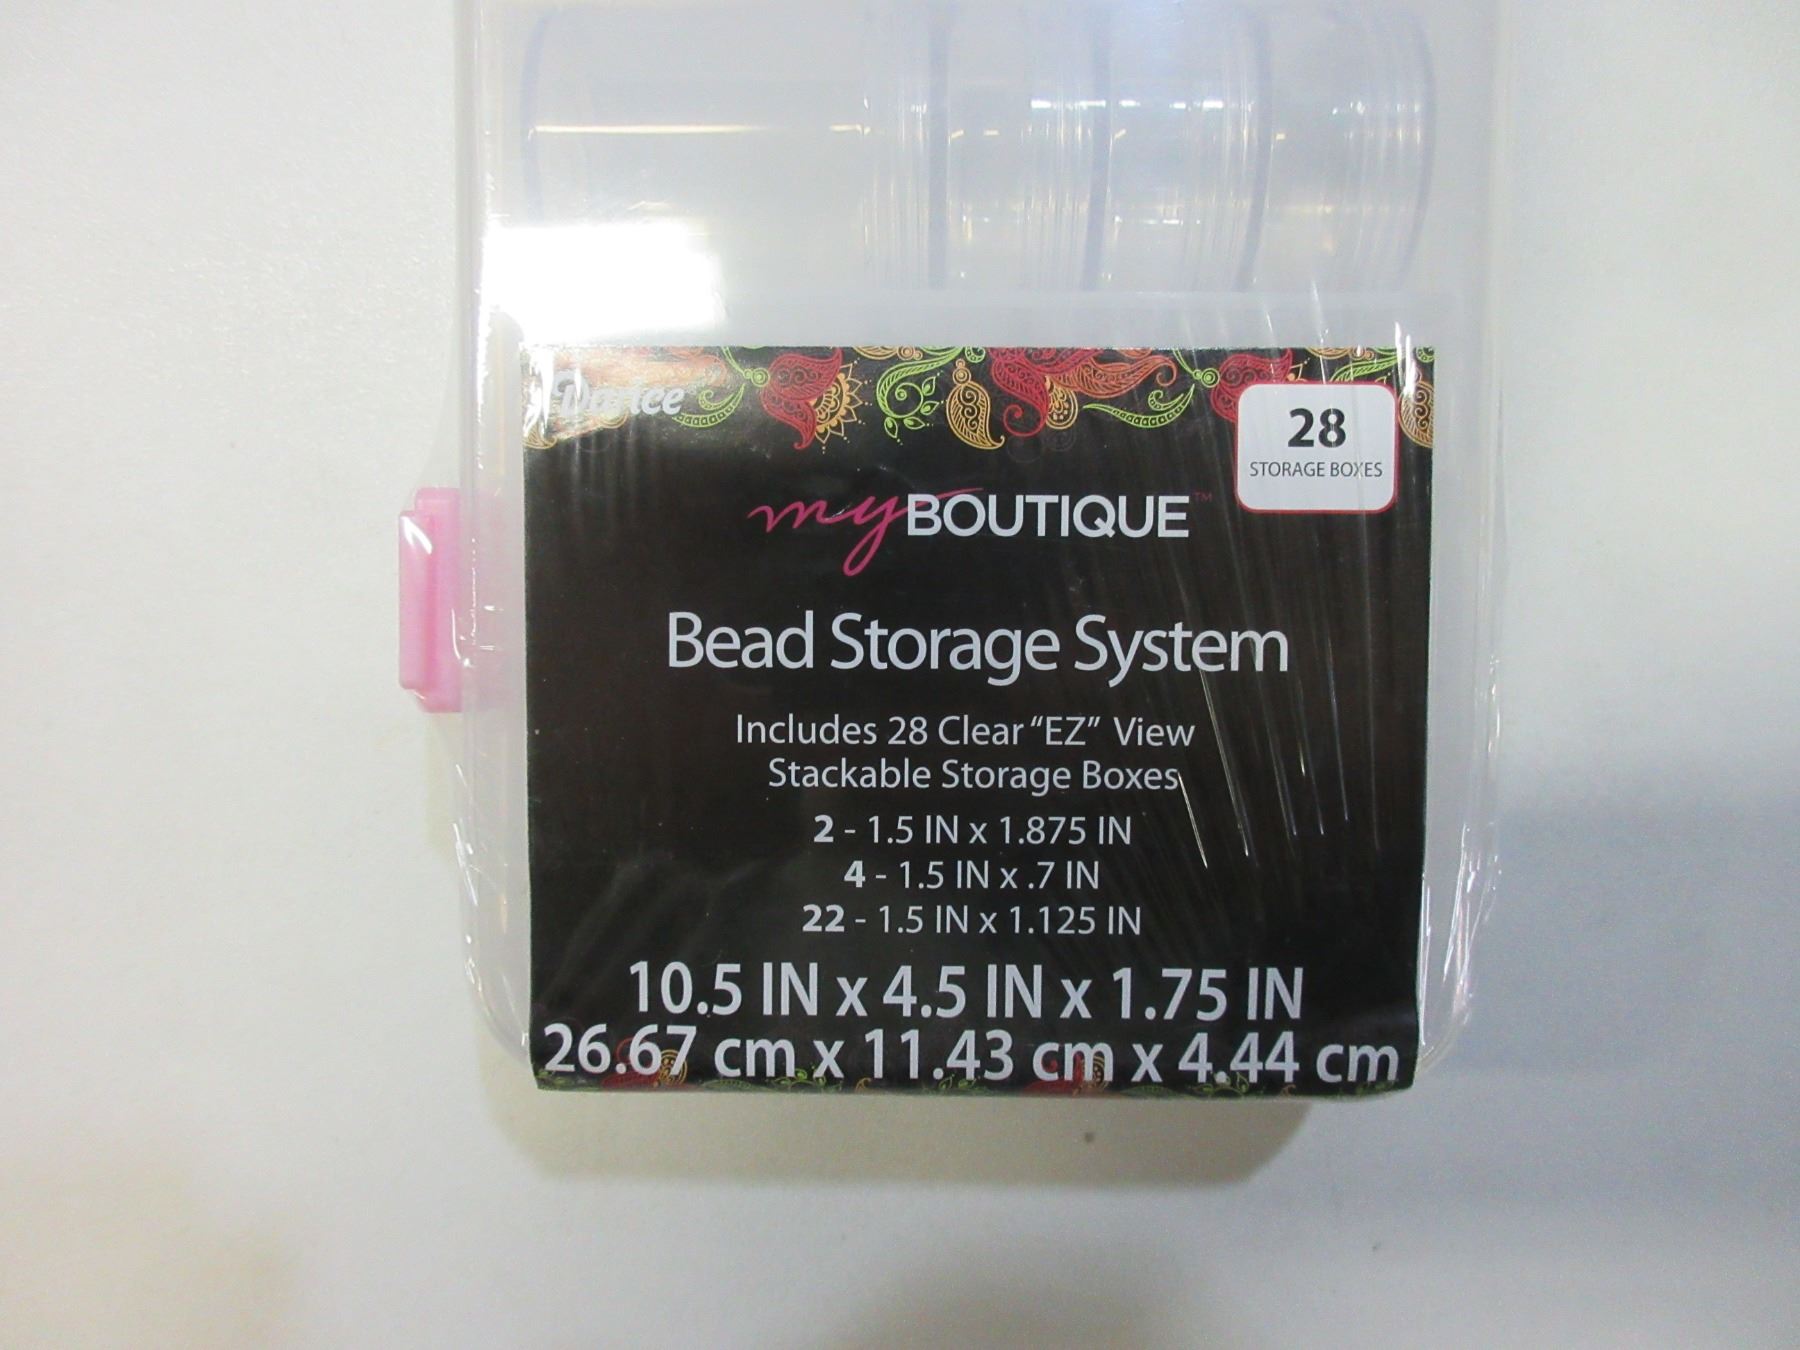 Darice
28
STORAGE BOXES
my BOUTIQUE™
Bead Storage System
Includes 28 Clear “EZ” View
Stackable Storage Boxes
2 - 1.5 IN x 1.875 IN
4 - 1.5 IN x .7 IN
22 - 1.5 IN x 1.125 IN
10.5 IN x 4.5 IN x 1.75 IN
26.67 cm x 11.43 cm x 4.44 cm